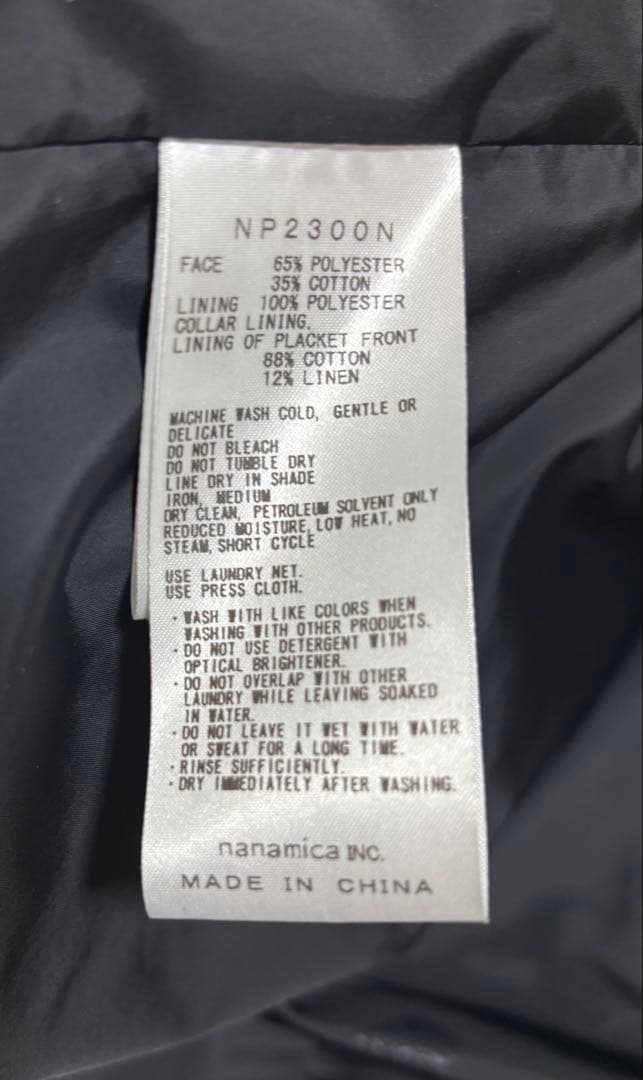 NP2300N
FACE 65% POLYESTER
35% COTTON
LINING 100% POLYESTER
COLLAR LINING.
LINING OF PLACKET FRONT
88% COTTON
12% LINEN
MACHINE WASH COLD, GENTLE OR
DELICATE
DO NOT BLEACH
DO NOT TUMBLE DRY
LINE DRY IN SHADE
IRON, MEDIUM
DRY CLEAN, PETROLEUM SOLVENT ONLY
REDUCED MOISTURE, LOW HEAT, NO
STEAM, SHORT CYCLE
USE LAUNDRY NET.
USE PRESS CLOTH.
・WASH WITH LIKE COLORS WHEN
WASHING WITH OTHER PRODUCTS.
・DO NOT USE DETERGENT WITH
OPTICAL BRIGHTENER.
・DO NOT OVERLAP WITH OTHER
LAUNDRY WHILE LEAVING SOAKED
IN WATER.
・DO NOT LEAVE IT WET WITH WATER
OR SWEAT FOR A LONG TIME.
・RINSE SUFFICIENTLY.
・DRY IMMEDIATELY AFTER WASHING.
nanamica INC.
MADE IN CHINA